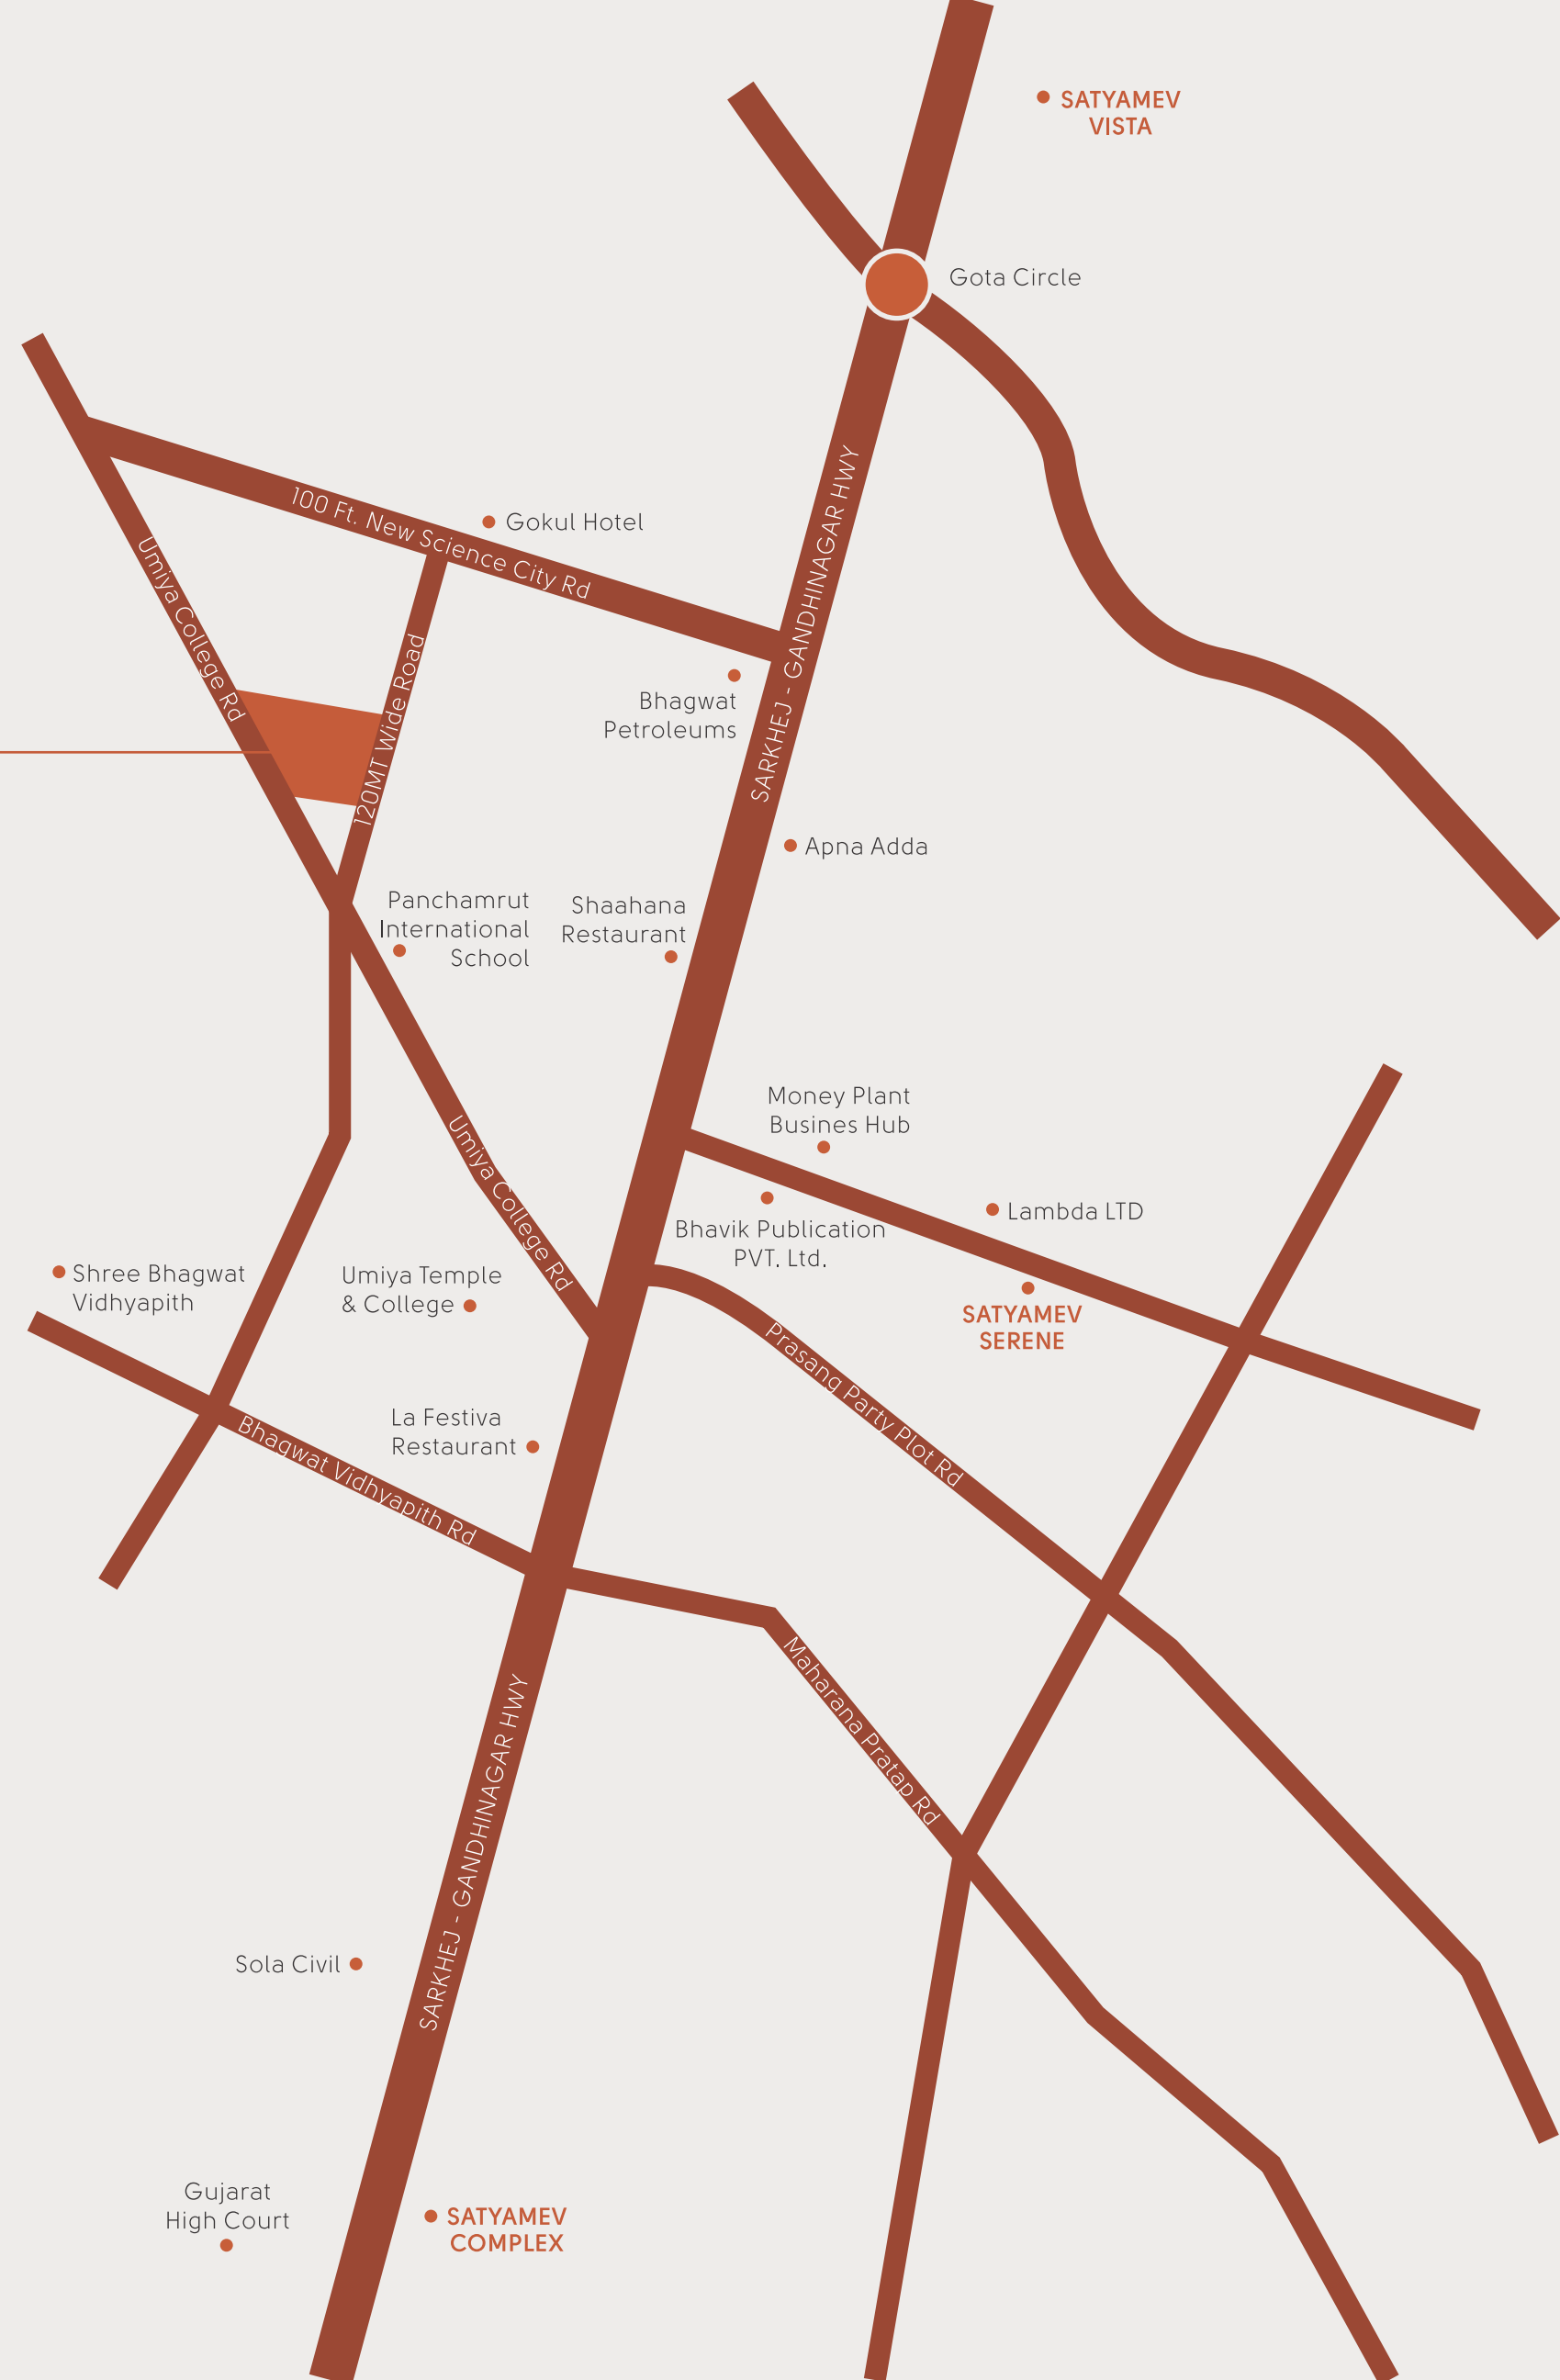 SATYAMEV
VISTA
Gota Circle
SARKHEJ - GANDHINAGAR HWY
100 Ft. New Science City Rd
Gokul Hotel
Umiya College Rd
120MT Wide Road
Bhagwat
Petroleums
Apna Adda
Panchamrut
International
School
Shaahana
Restaurant
Money Plant
Busines Hub
Umiya College Rd
Bhavik Publication
PVT. Ltd.
Lambda LTD
Shree Bhagwat
Vidhyapith
Umiya Temple
& College
SATYAMEV
SERENE
Prasang Party Plot Rd
La Festiva
Restaurant
Bhagwat Vidhyapith Rd
Maharana Pratap Rd
SARKHEJ - GANDHINAGAR HWY
Sola Civil
Gujarat
High Court
SATYAMEV
COMPLEX